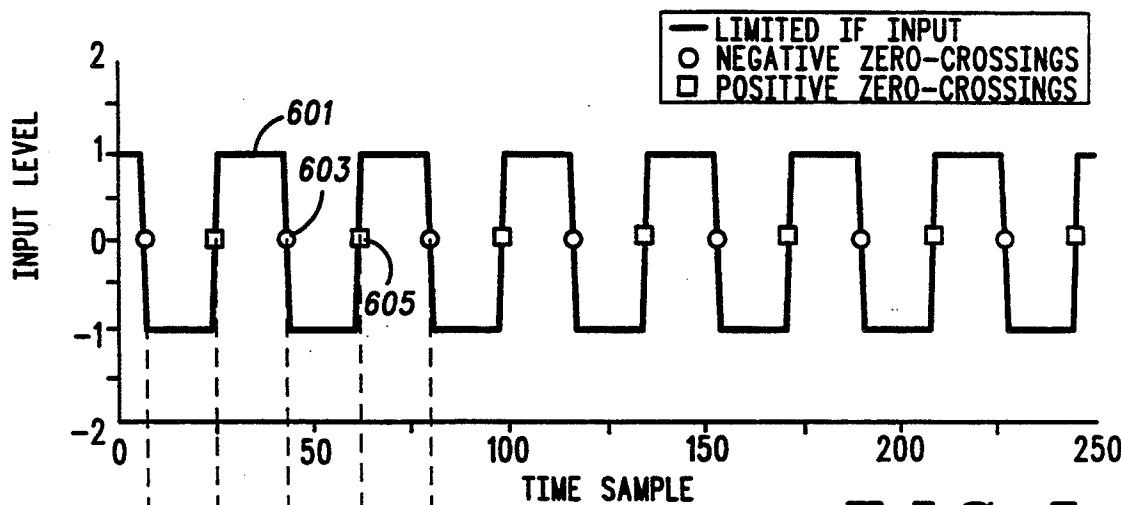 LIMITED IF INPUT
NEGATIVE ZERO-CROSSINGS
POSITIVE ZERO-CROSSINGS
INPUT LEVEL
2
1
0
-1
-2
601
603
605
0 50 100 150 200 250
TIME SAMPLE